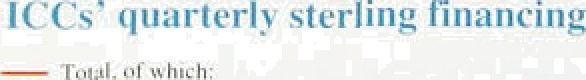 ICCs' quarterly sterling financing
Total, of which: